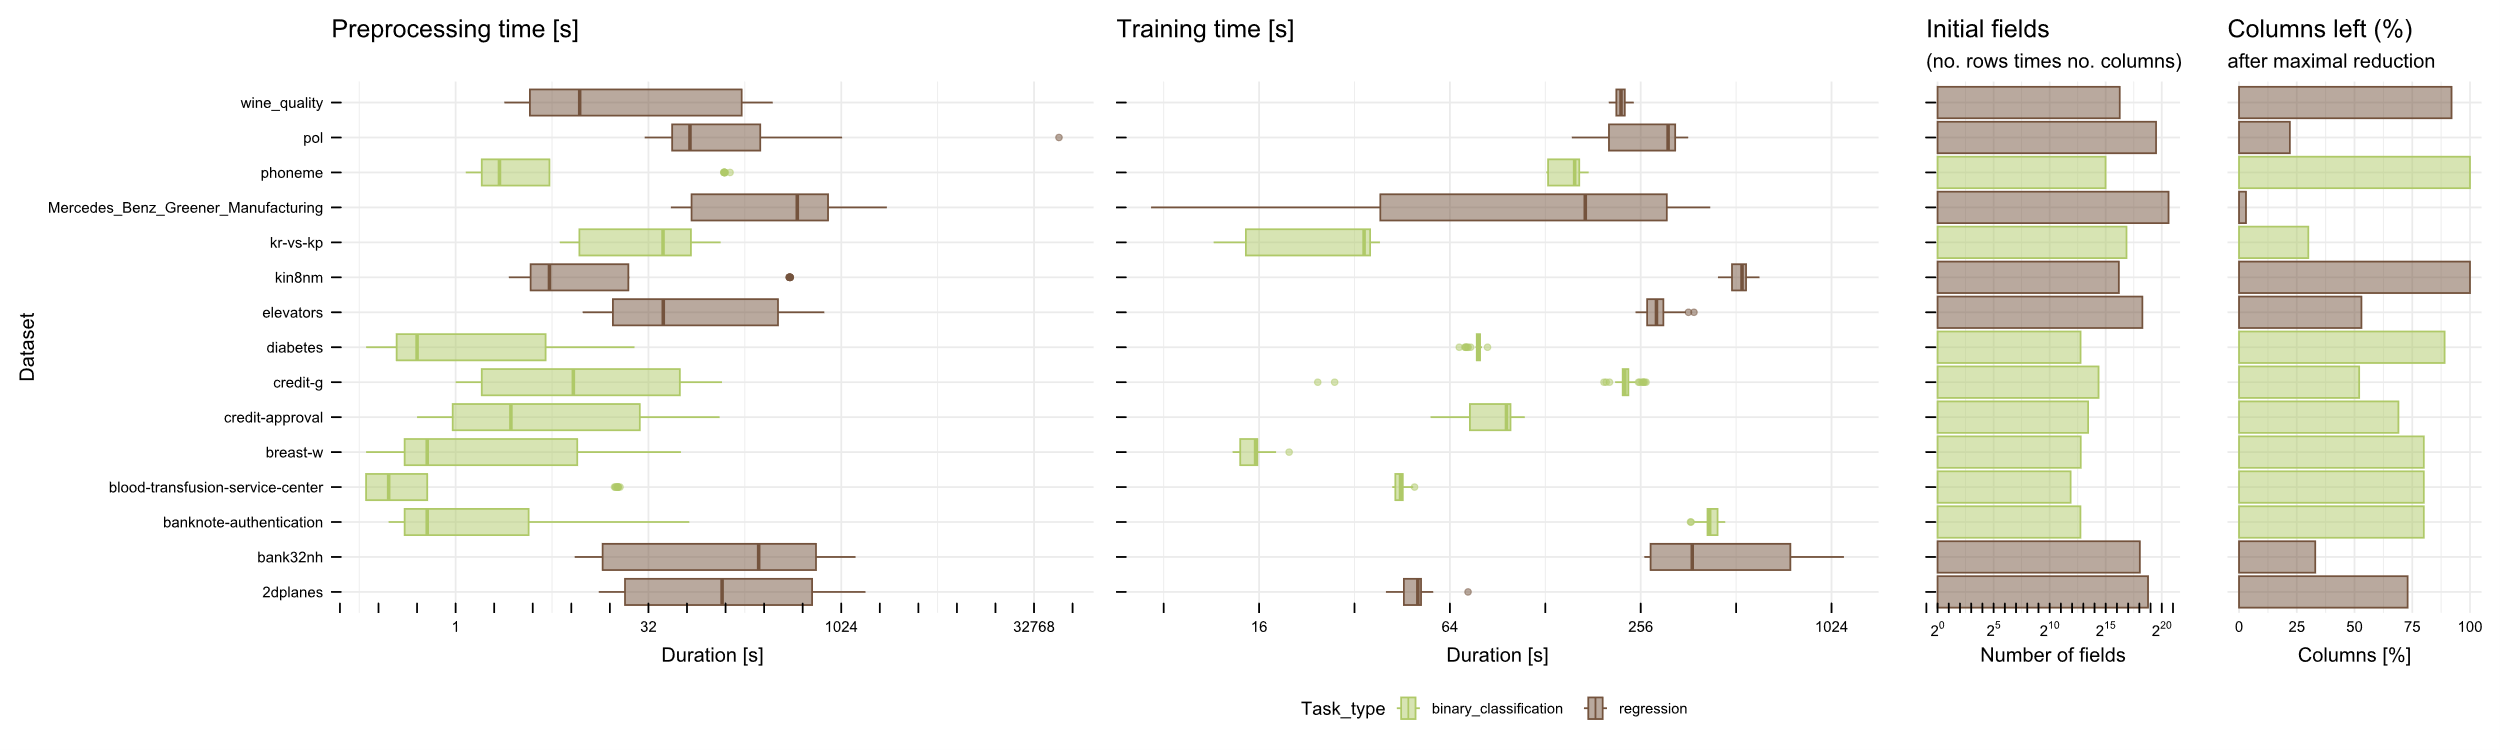 Preprocessing time [s]
Training time [s]
Initial fields
(no. rows times no. columns)
Columns left (%)
after maximal reduction
Dataset
wine_quality
pol
phoneme
Mercedes_Benz_Greener_Manufacturing
kr-vs-kp
kin8nm
elevators
diabetes
credit-g
credit-approval
breast-w
blood-transfusion-service-center
banknote-authentication
bank32nh
2dplanes
1 32 1024 32768
Duration [s]
16 64 256 1024
Duration [s]
2^0 2^5 2^10 2^15 2^20
Number of fields
0 25 50 75 100
Columns [%]
Task_type binary_classification regression